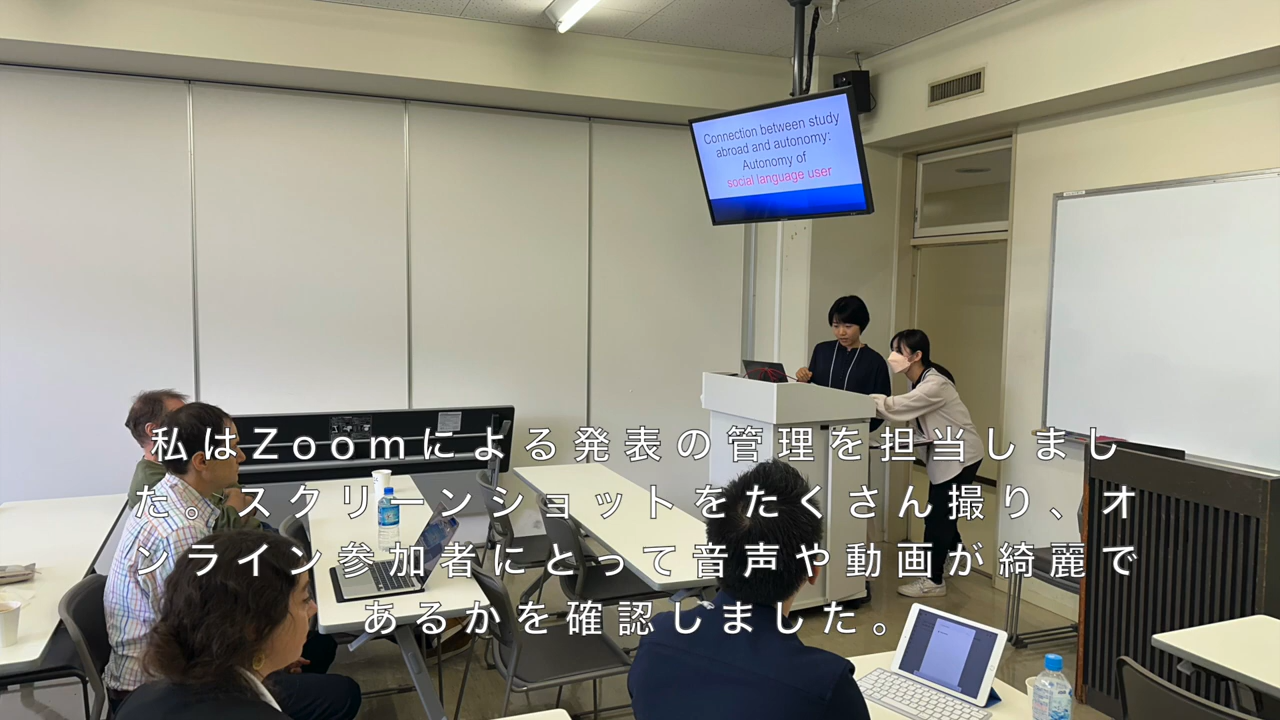 Connection between study
abroad and autonomy:
Autonomy of
social language user
私はZoomによる発表の管理を担当しまし
た。スクリーンショットをたくさん撮り、オ
ンライン参加者にとって音声や動画が綺麗で
あるかを確認しました。